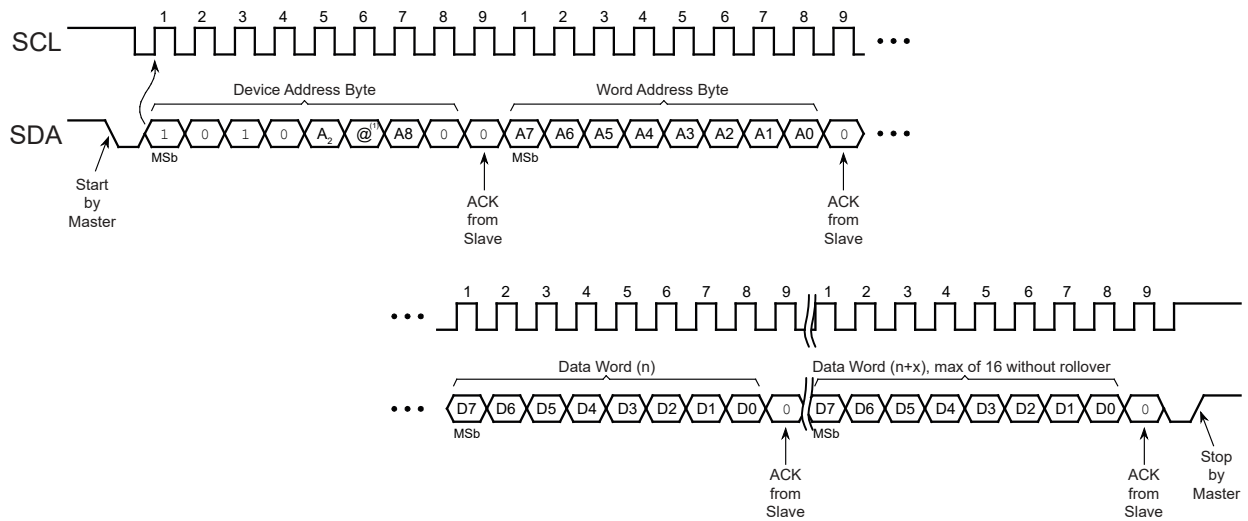 1 2 3 4 5 6 7 8 9 1 2 3 4 5 6 7 8 9
SCL
Device Address Byte Word Address Byte
SDA 1 0 1 0 A2 @(1) A8 0 0 A7 A6 A5 A4 A3 A2 A1 A0 0
MSb MSb
Start
by
Master
ACK
from
Slave
ACK
from
Slave
1 2 3 4 5 6 7 8 9 1 2 3 4 5 6 7 8 9
Data Word (n) Data Word (n+x), max of 16 without rollover
D7 D6 D5 D4 D3 D2 D1 D0 0 D7 D6 D5 D4 D3 D2 D1 D0 0
MSb MSb
ACK
from
Slave
ACK
from
Slave
Stop
by
Master